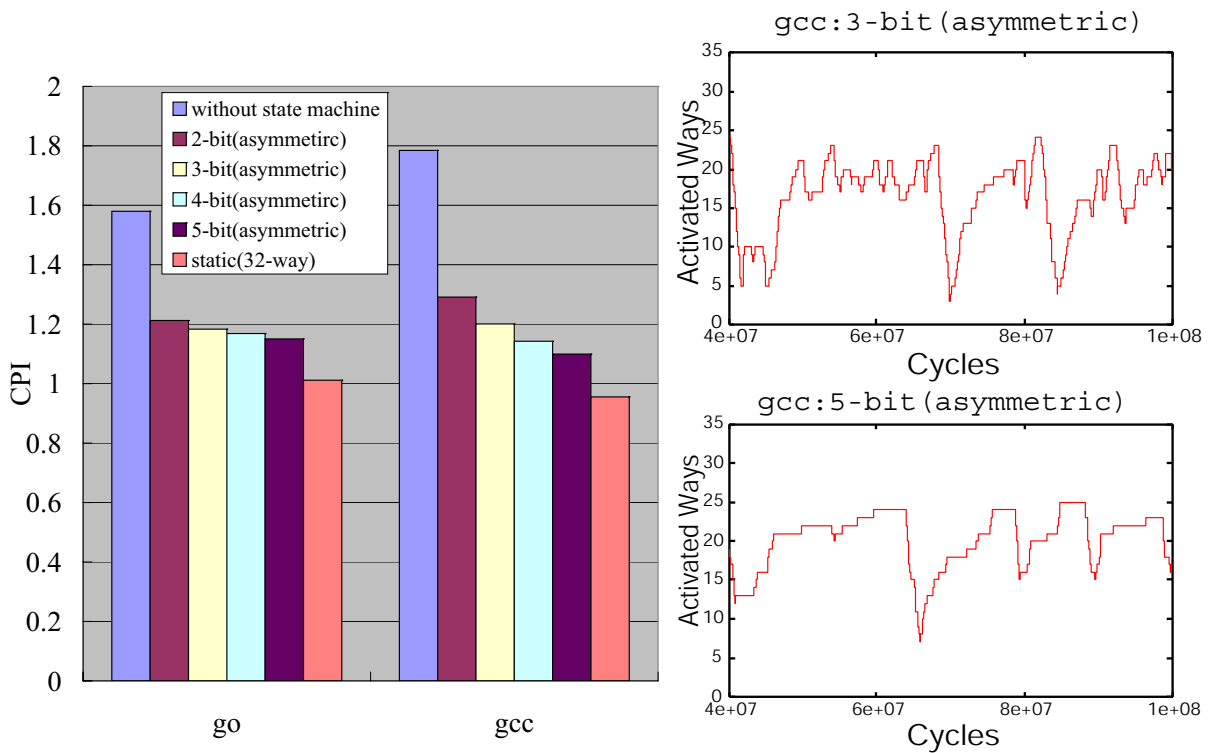 CPI
2
1.8
1.6
1.4
1.2
1
0.8
0.6
0.4
0.2
0
without state machine
2-bit(asymmetirc)
3-bit(asymmetric)
4-bit(asymmetirc)
5-bit(asymmetric)
static(32-way)
go gcc
gcc:3-bit(asymmetric)
Activated Ways
35
30
25
20
15
10
5
0
4e+07 6e+07 8e+07 1e+08
Cycles
gcc:5-bit(asymmetric)
Activated Ways
35
30
25
20
15
10
5
0
4e+07 6e+07 8e+07 1e+08
Cycles